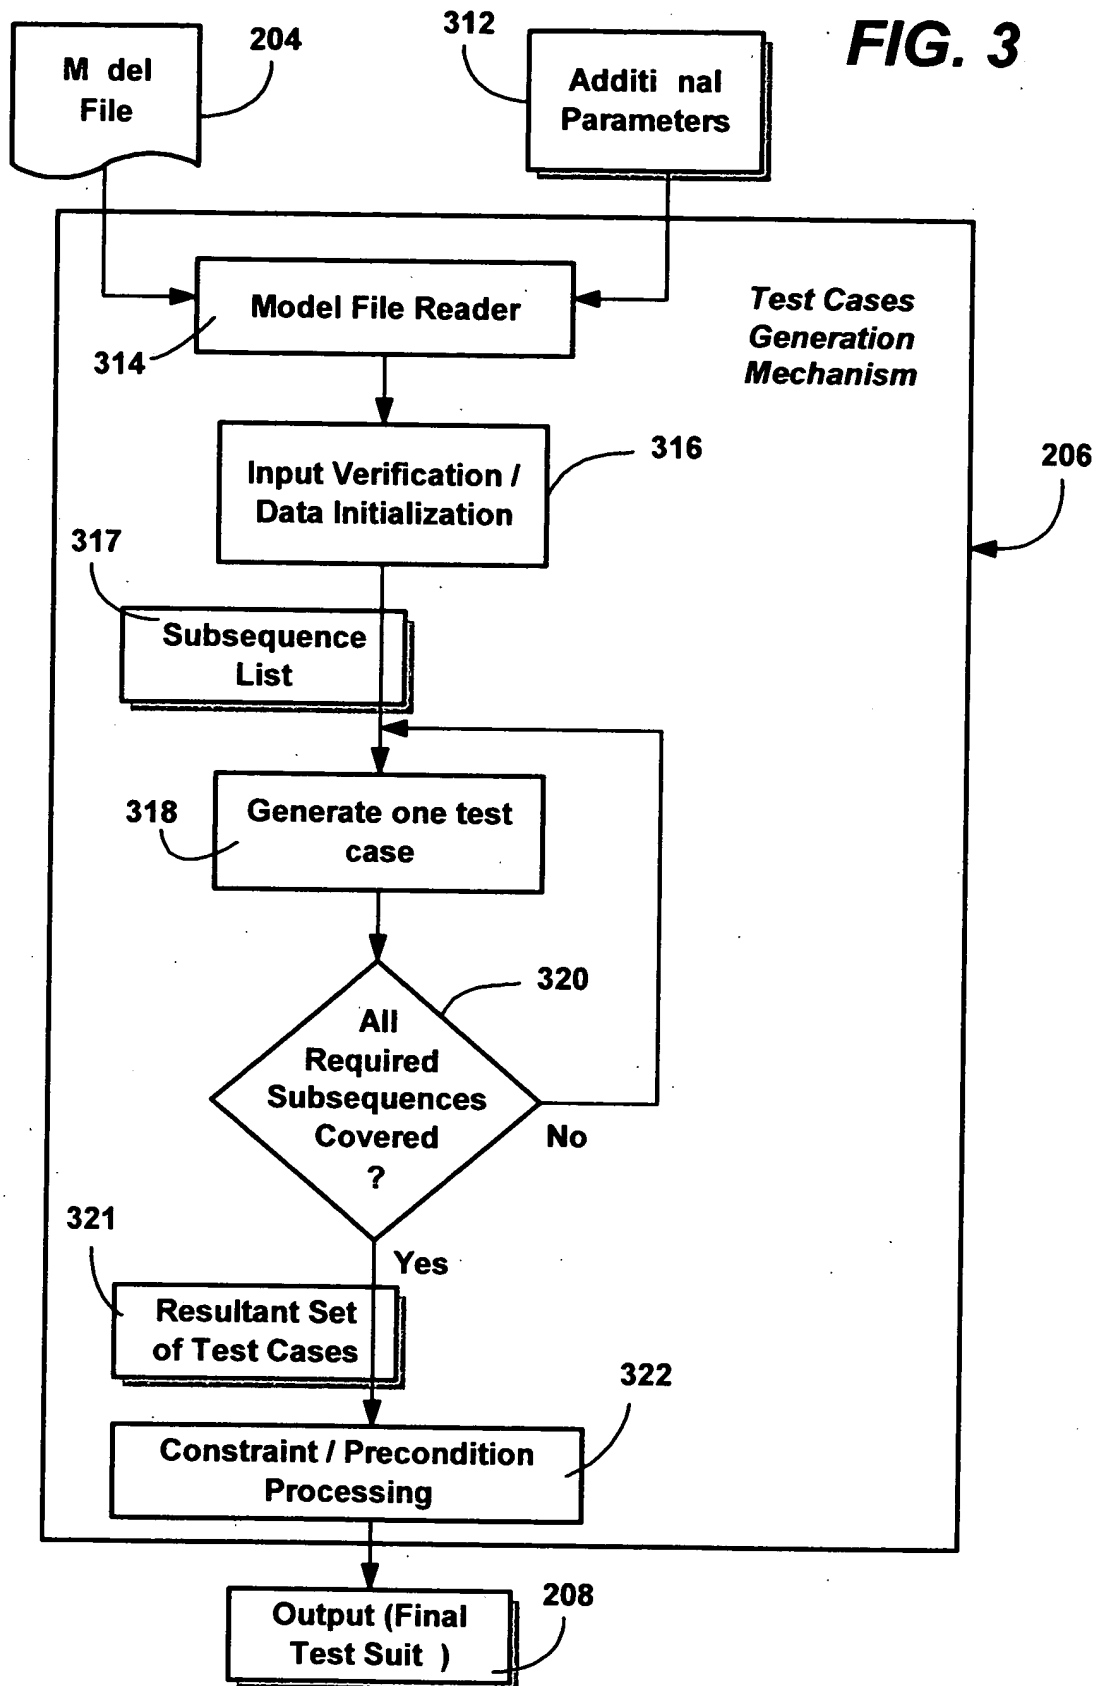 FIG. 3
204
M del
File
312
Additi nal
Parameters
Model File Reader
314
Test Cases
Generation
Mechanism
Input Verification /
Data Initialization
316
206
317
Subsequence
List
318
Generate one test
case
320
All
Required
Subsequences
Covered
?
No
321
Yes
Resultant Set
of Test Cases
322
Constraint / Precondition
Processing
208
Output (Final
Test Suit )